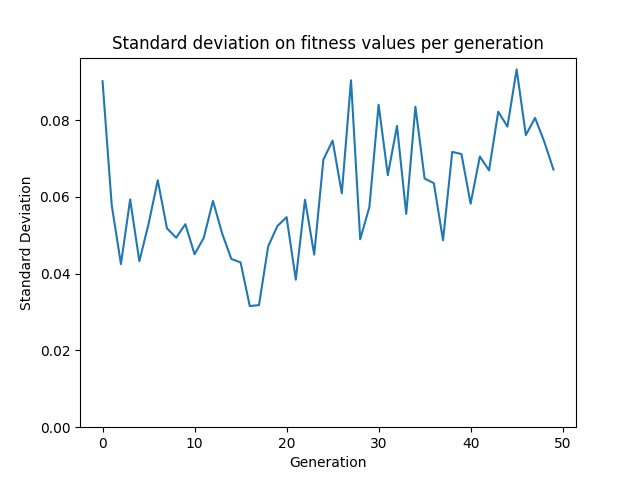 Standard deviation on fitness values per generation
Standard Deviation
0.08
0.06
0.04
0.02
0.00
0 10 20 30 40 50
Generation